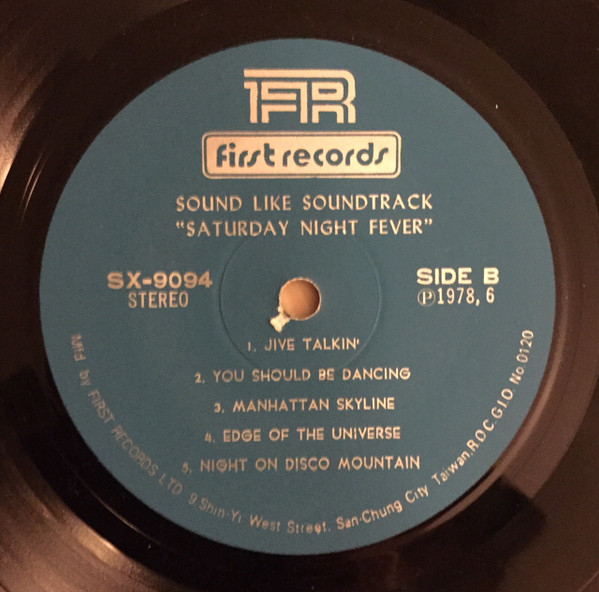 FR
first records
SOUND LIKE SOUNDTRACK
"SATURDAY NIGHT FEVER"
SX-9094
STEREO
SIDE B
Ⓟ1978, 6
1. JIVE TALKIN'
2. YOU SHOULD BE DANCING
3. MANHATTAN SKYLINE
4. EDGE OF THE UNIVERSE
5. NIGHT ON DISCO MOUNTAIN
Mfd by FIRST RECORDS LTD 9.Shin-Yi West Street. San-Chung City Taiwan,R.O.C.G.I.O. No.0120